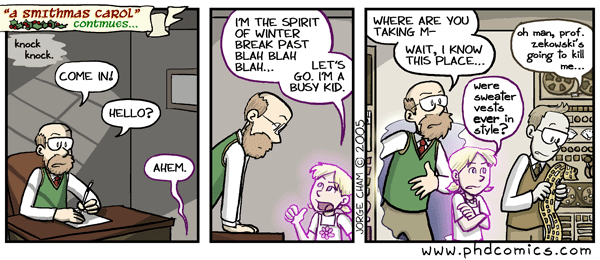 "a smithmas carol"
continues...
knock
knock.
COME IN!
HELLO?
AHEM.
I'M THE SPIRIT
OF WINTER
BREAK PAST
BLAH BLAH
BLAH...
LET'S
GO. I'M A
BUSY KID.
JORGE CHAM © 2005
WHERE ARE YOU
TAKING M-
WAIT, I KNOW
THIS PLACE...
were
sweater
vests
ever in
style?
oh man, prof.
zekowski's
going to kill
me...
www.phdcomics.com